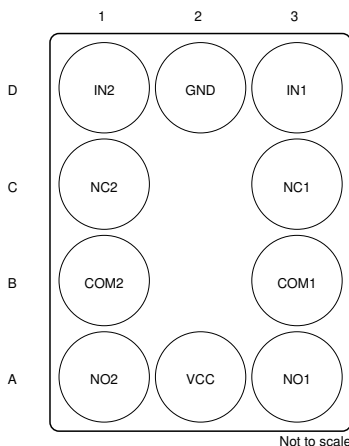 1 2 3
D IN2 GND IN1
C NC2 NC1
B COM2 COM1
A NO2 VCC NO1
Not to scale